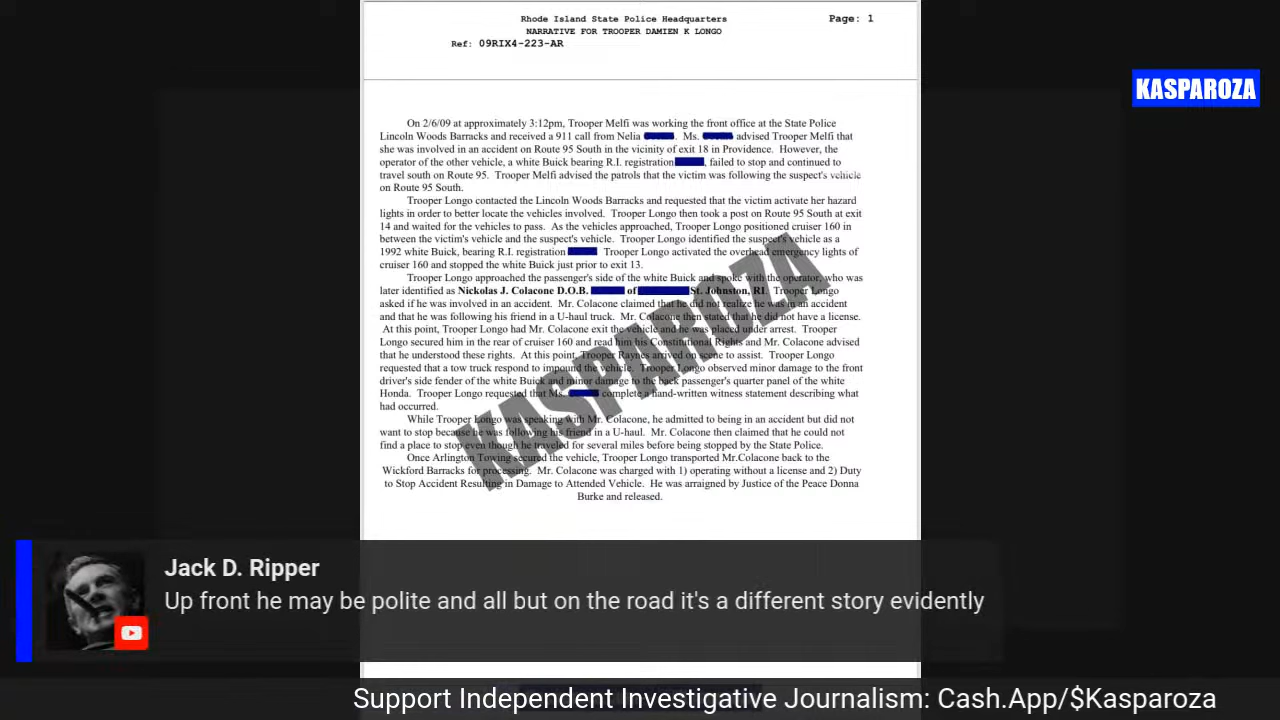 Rhode Island State Police Headquarters
Page: 1
NARRATIVE FOR TROOPER DAMIEN K LONGO
Ref: 09RIX4-223-AR
KASPAROZA
On 2/6/09 at approximately 3:12pm, Trooper Melfi was working the front office at the State Police
Lincoln Woods Barracks and received a 911 call from Nelia . Ms. advised Trooper Melfi that
she was involved in an accident on Route 95 South in the vicinity of exit 18 in Providence. However, the
operator of the other vehicle, a white Buick bearing R.I. registration , failed to stop and continued to
travel south on Route 95. Trooper Melfi advised the patrols that the victim was following the suspect's vehicle
on Route 95 South.
Trooper Longo contacted the Lincoln Woods Barracks and requested that the victim activate her hazard
lights in order to better locate the vehicles involved. Trooper Longo then took a post on Route 95 South at exit
14 and waited for the vehicles to pass. As the vehicles approached, Trooper Longo positioned cruiser 160 in
between the victim's vehicle and the suspect's vehicle. Trooper Longo identified the suspect's vehicle as a
1992 white Buick, bearing R.I. registration Trooper Longo activated the overhead emergency lights of
cruiser 160 and stopped the white Buick just prior to exit 13.
Trooper Longo approached the passenger's side of the white Buick and spoke with the operator, who was
later identified as Nickolas J. Colacone D.O.B. of St. Johnston, RI. Trooper Longo
asked if he was involved in an accident. Mr. Colacone claimed that he did not realize he was in an accident
and that he was following his friend in a U-haul truck. Mr. Colacone then stated that he did not have a license.
At this point, Trooper Longo had Mr. Colacone exit the vehicle and he was placed under arrest. Trooper
Longo secured him in the rear of cruiser 160 and read him his Constitutional Rights and Mr. Colacone advised
that he understood these rights. At this point, Trooper Raynes arrived on scene to assist. Trooper Longo
requested that a tow truck respond to impound the vehicle. Trooper Longo observed minor damage to the front
driver's side fender of the white Buick and minor damage to the back passenger's quarter panel of the white
Honda. Trooper Longo requested that Ms. complete a hand-written witness statement describing what
had occurred.
While Trooper Longo was speaking with Mr. Colacone, he admitted to being in an accident but did not
want to stop because he was following his friend in a U-haul. Mr. Colacone then claimed that he could not
find a place to stop even though he traveled for several miles before being stopped by the State Police.
Once Arlington Towing secured the vehicle, Trooper Longo transported Mr.Colacone back to the
Wickford Barracks for processing. Mr. Colacone was charged with 1) operating without a license and 2) Duty
to Stop Accident Resulting in Damage to Attended Vehicle. He was arraigned by Justice of the Peace Donna
Burke and released.
KASPAROZA
Jack D. Ripper
Up front he may be polite and all but on the road it's a different story evidently
Support Independent Investigative Journalism: Cash.App/$Kasparoza